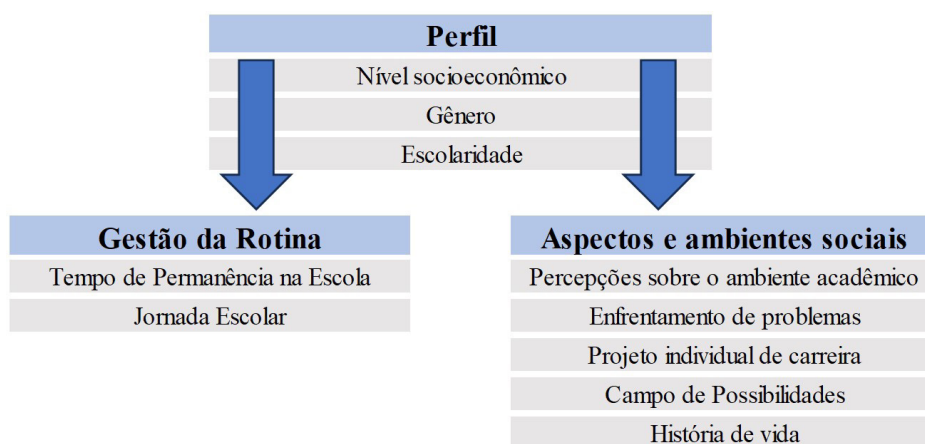 Perfil
Nível socioeconômico
Gênero
Escolaridade
Gestão da Rotina
Tempo de Permanência na Escola
Jornada Escolar
Aspectos e ambientes sociais
Percepções sobre o ambiente acadêmico
Enfrentamento de problemas
Projeto individual de carreira
Campo de Possibilidades
História de vida